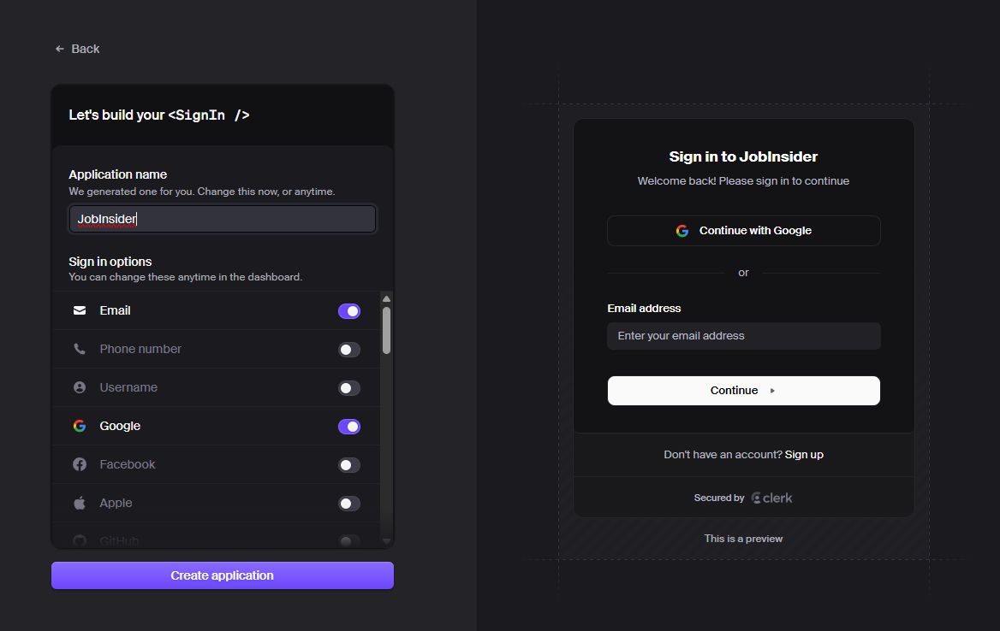 Back
Let's build your <SignIn />
Application name
We generated one for you. Change this now, or anytime.
JobInsider
Sign in options
You can change these anytime in the dashboard.
Email
Phone number
Username
Google
Facebook
Apple
GitHub
Create application
Sign in to JobInsider
Welcome back! Please sign in to continue
Continue with Google
or
Email address
Enter your email address
Continue
Don't have an account? Sign up
Secured by clerk
This is a preview